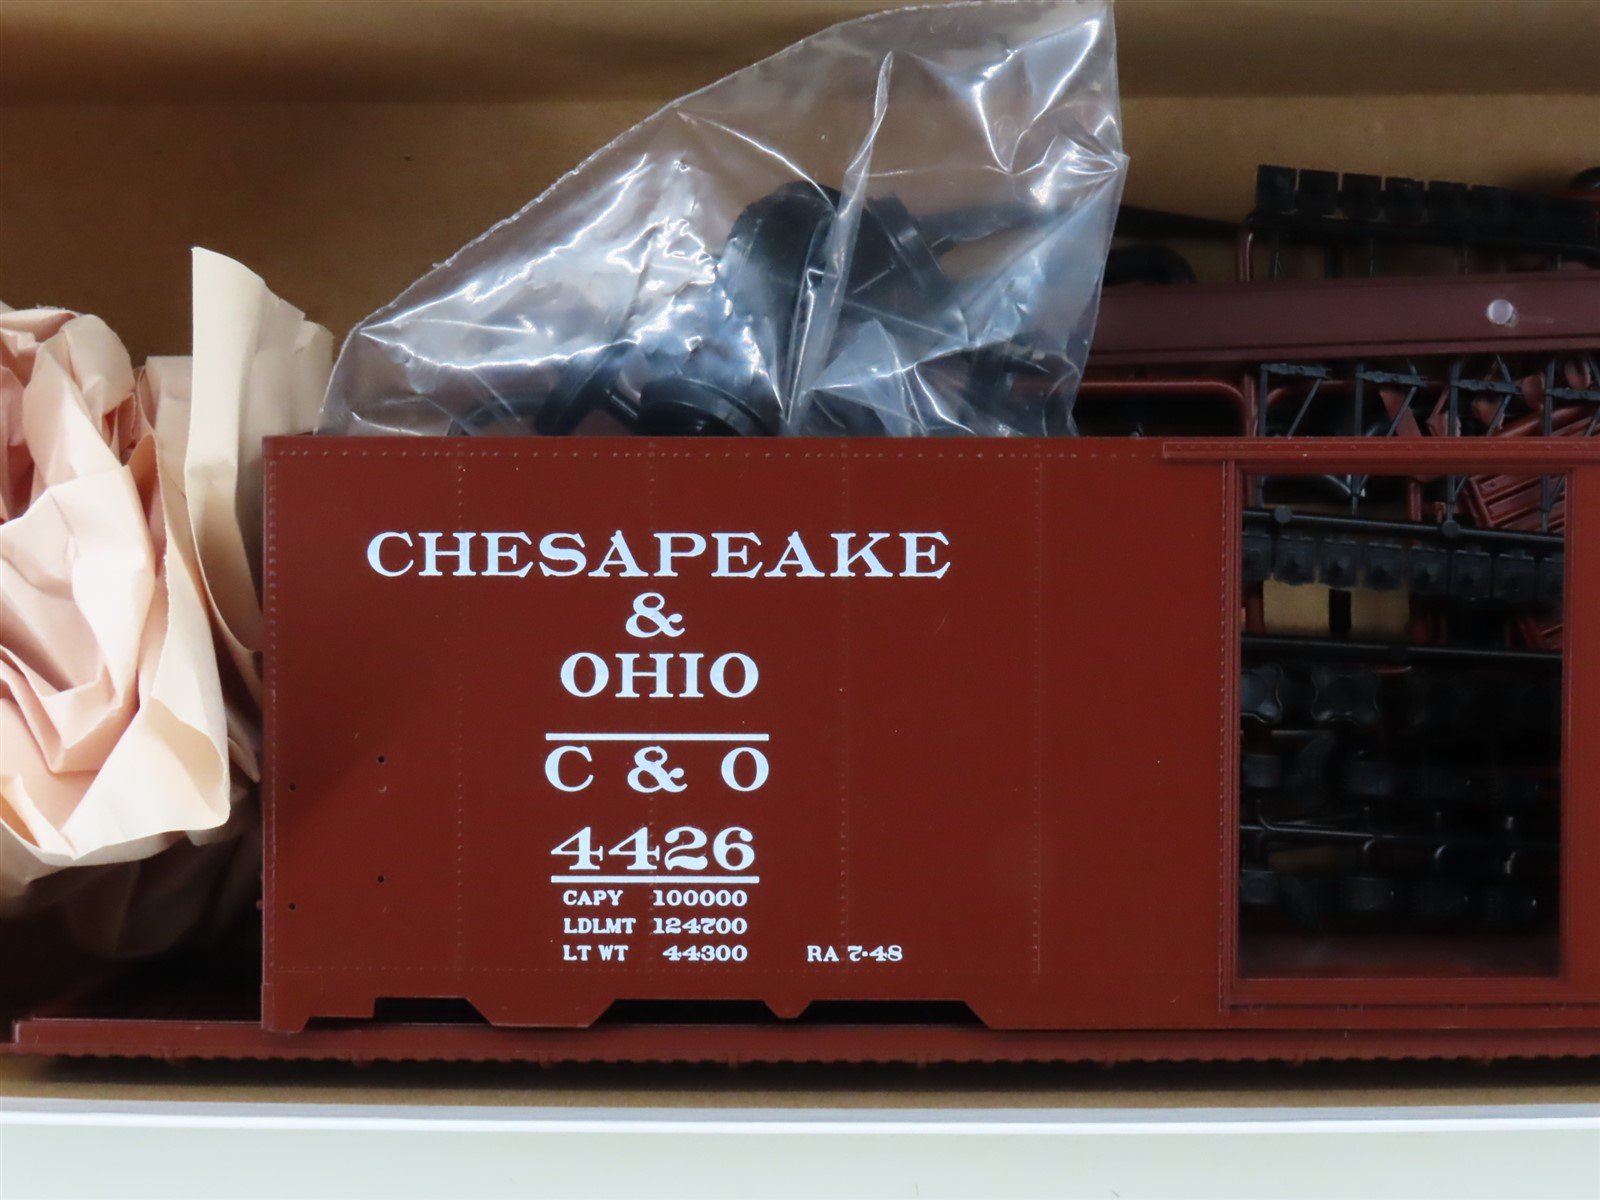 CHESAPEAKE
&
OHIO
C & O
4426
CAPY 100000
LDLMT 124700
LT WT 44300 RA 7·48